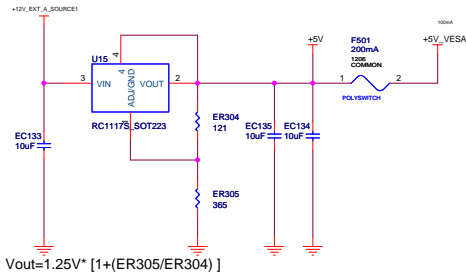 +12V_EXT_A_SOURCE1
100mA
+5V
F501
200mA
1206
COMMON
+5V_VESA
U15
4
4
3
VIN
VOUT
2
ADJ/GND
1
2
POLYSWITCH
RC1117S_SOT223
ER304
121
EC133
10uF
EC135
10uF
EC134
10uF
ER305
365
Vout=1.25V* [1+(ER305/ER304) ]